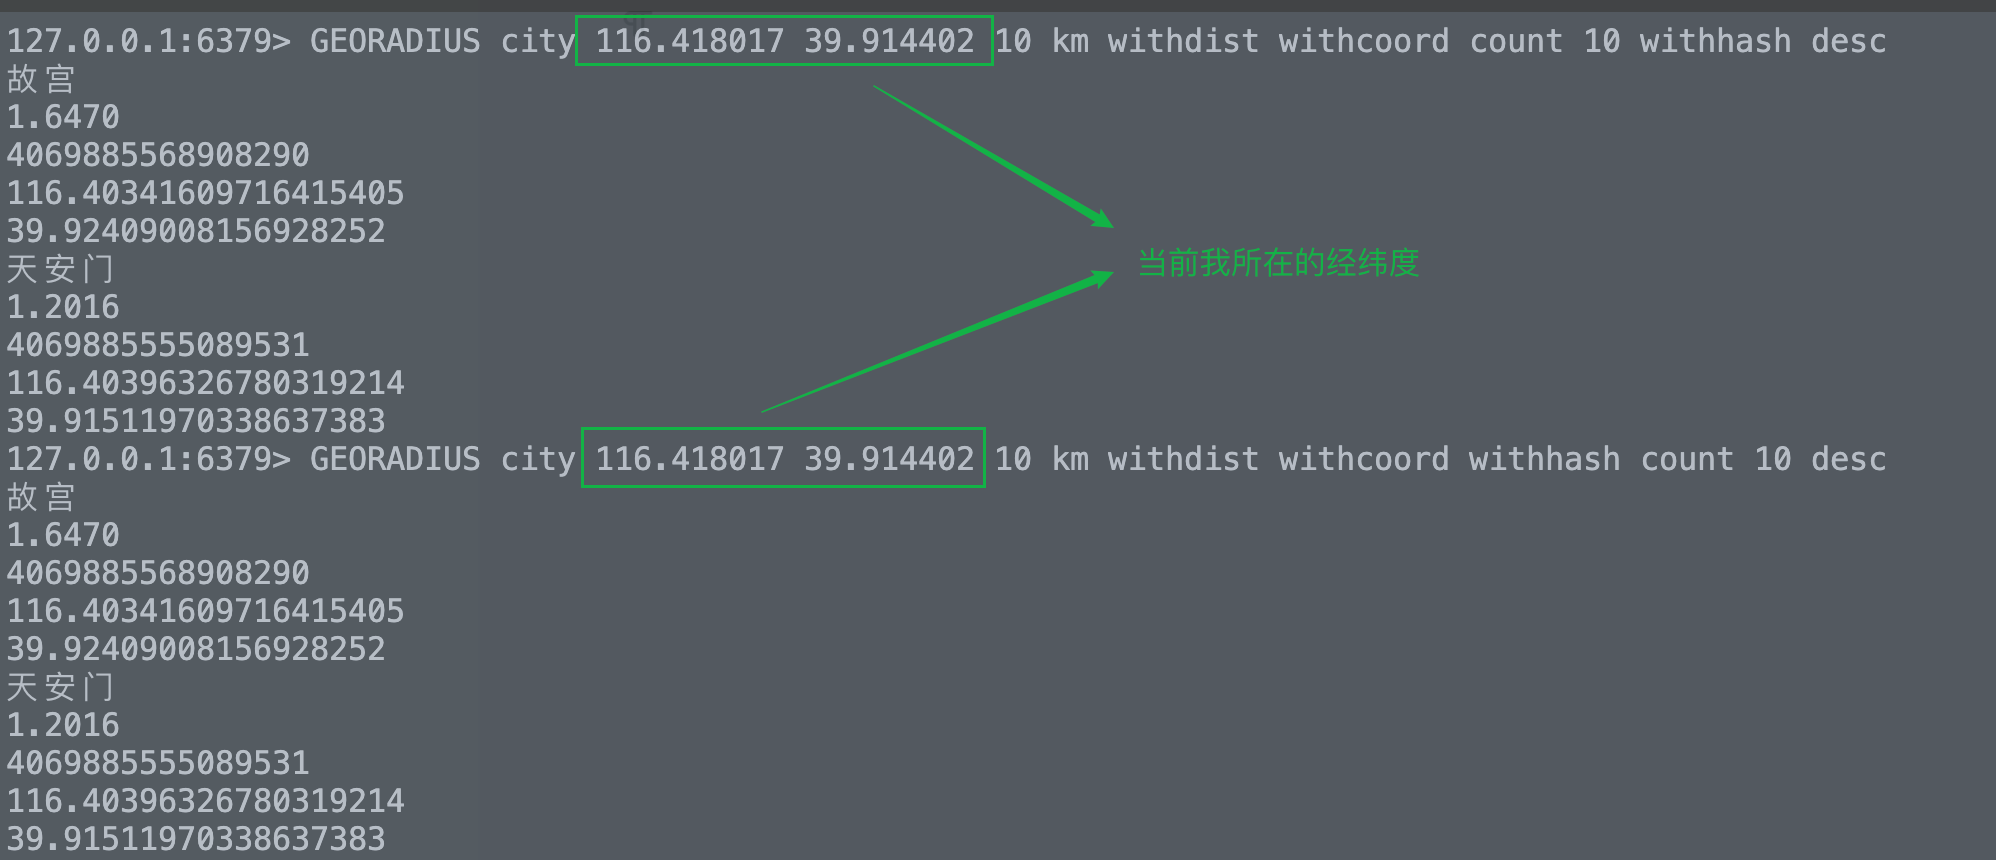 127.0.0.1:6379> GEORADIUS city 116.418017 39.914402 10 km withdist withcoord count 10 withhash desc
故宫
1.6470
4069885568908290
116.40341609716415405
39.92409008156928252
天安门
1.2016
4069885555089531
116.40396326780319214
39.91511970338637383
当前我所在的经纬度
127.0.0.1:6379> GEORADIUS city 116.418017 39.914402 10 km withdist withcoord withhash count 10 desc
故宫
1.6470
4069885568908290
116.40341609716415405
39.92409008156928252
天安门
1.2016
4069885555089531
116.40396326780319214
39.91511970338637383